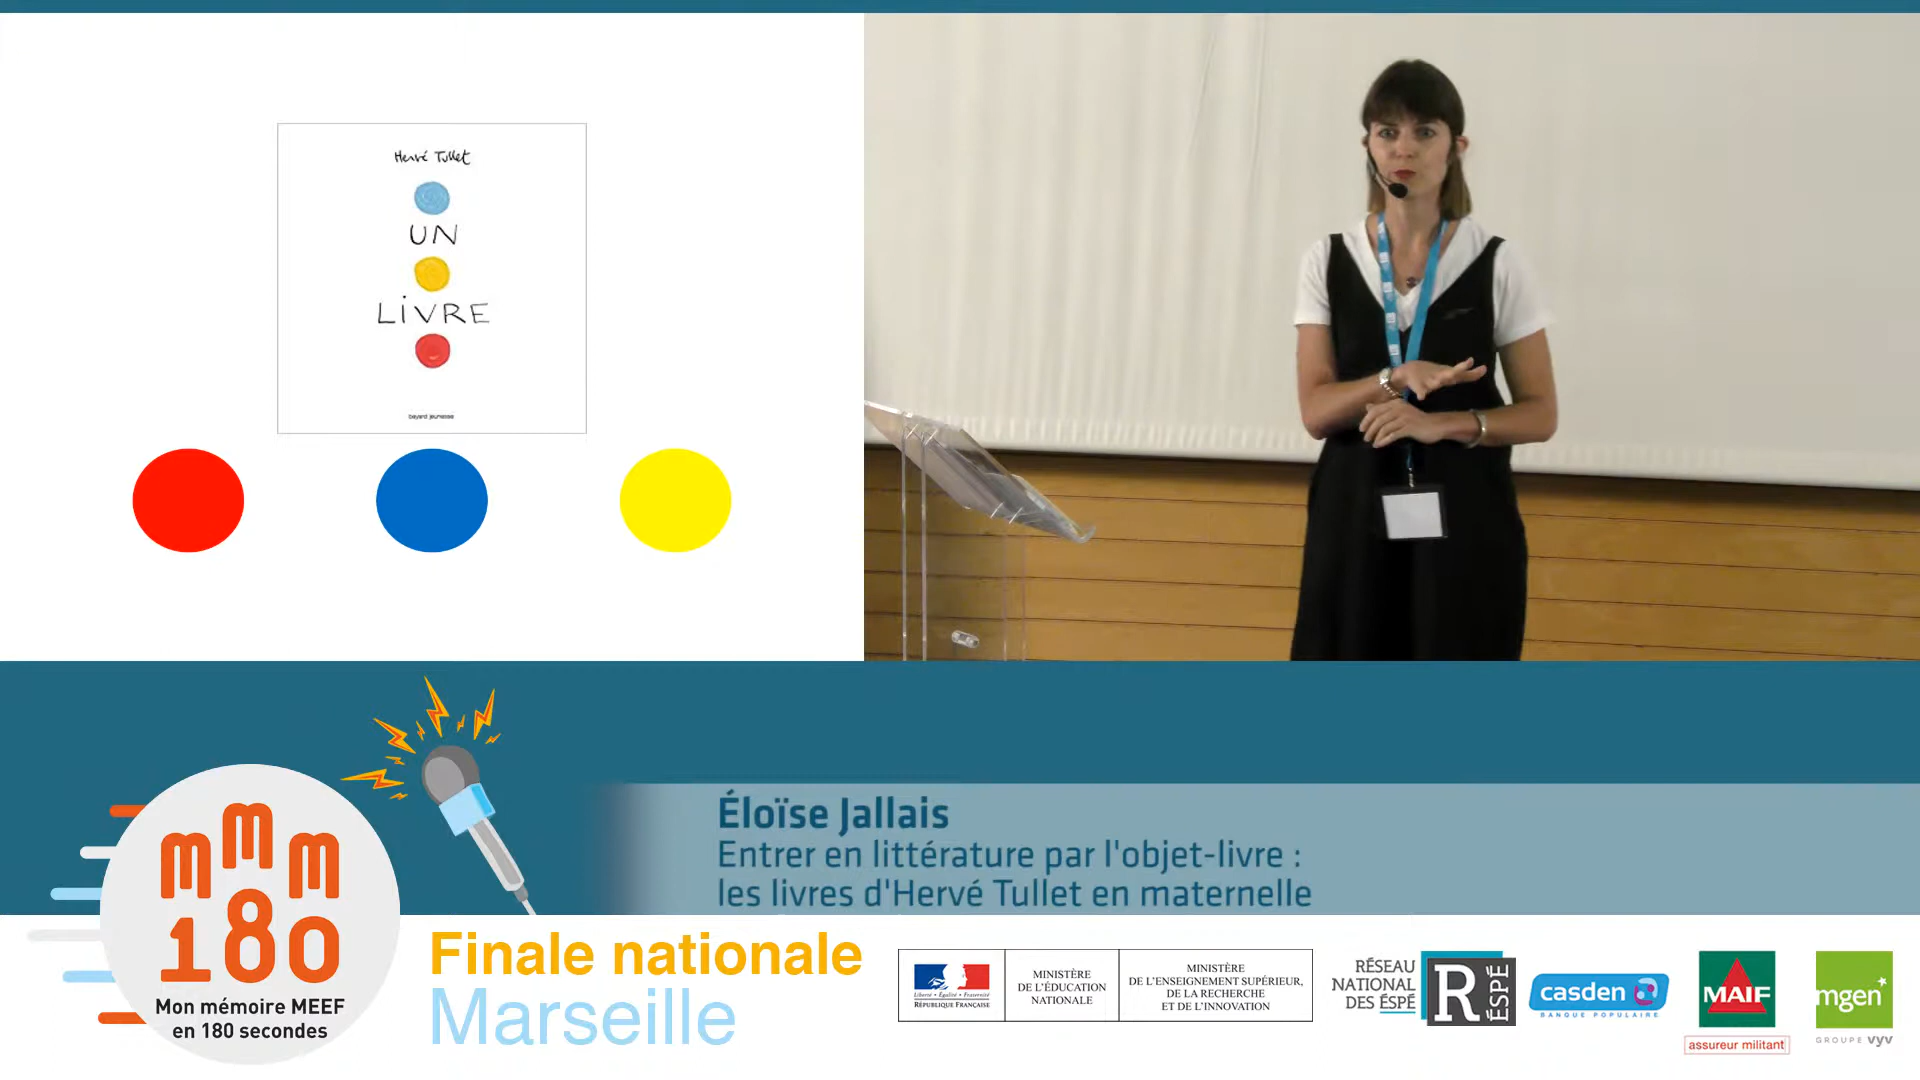 Hervé Tullet
UN
LiVRE
bayard jeunesse
Éloïse Jallais
Entrer en littérature par l'objet-livre :
les livres d'Hervé Tullet en maternelle
mmm
180
Mon mémoire MEEF
en 180 secondes
Finale nationale
Marseille
Liberté • Égalité • Fraternité
RÉPUBLIQUE FRANÇAISE
MINISTÈRE
DE L'ÉDUCATION
NATIONALE
MINISTÈRE
DE L'ENSEIGNEMENT SUPÉRIEUR,
DE LA RECHERCHE
ET DE L'INNOVATION
RÉSEAU
NATIONAL
DES ÉSPÉ
R
ÉSPÉ
casden
BANQUE POPULAIRE
MAIF
assureur militant
mgen
GROUPE vyv